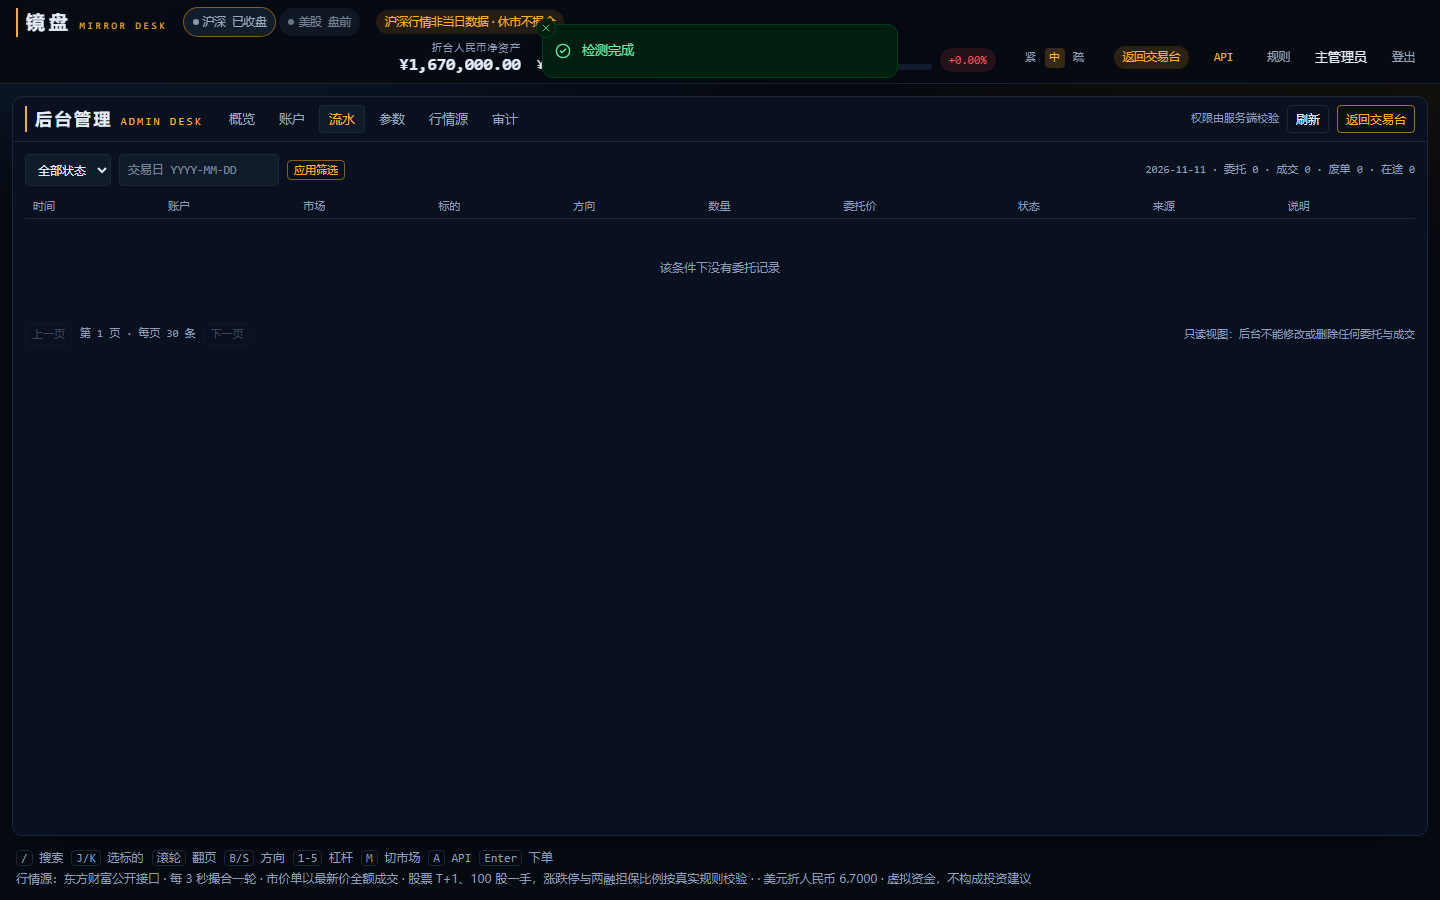 镜盘 MIRROR DESK 沪深 已收盘 美股 盘前 沪深行情非当日数据 · 休市不撮
检测完成
折合人民币净资产
¥1,670,000.00 ¥ +0.00% 紧 中 疏 返回交易台 API 规则 主管理员 登出
后台管理 ADMIN DESK 概览 账户 流水 参数 行情源 审计 权限由服务端校验 刷新 返回交易台
全部状态 交易日 YYYY-MM-DD 应用筛选 2026-11-11 · 委托 0 · 成交 0 · 废单 0 · 在途 0
时间 账户 市场 标的 方向 数量 委托价 状态 来源 说明
该条件下没有委托记录
上一页 第 1 页 · 每页 30 条 下一页 只读视图：后台不能修改或删除任何委托与成交
/ 搜索 J/K 选标的 滚轮 翻页 B/S 方向 1-5 杠杆 M 切市场 A API Enter 下单
行情源：东方财富公开接口 · 每 3 秒撮合一轮 · 市价单以最新价全额成交 · 股票 T+1、100 股一手，涨跌停与两融担保比例按真实规则校验 · · 美元折人民币 6.7000 · 虚拟资金，不构成投资建议